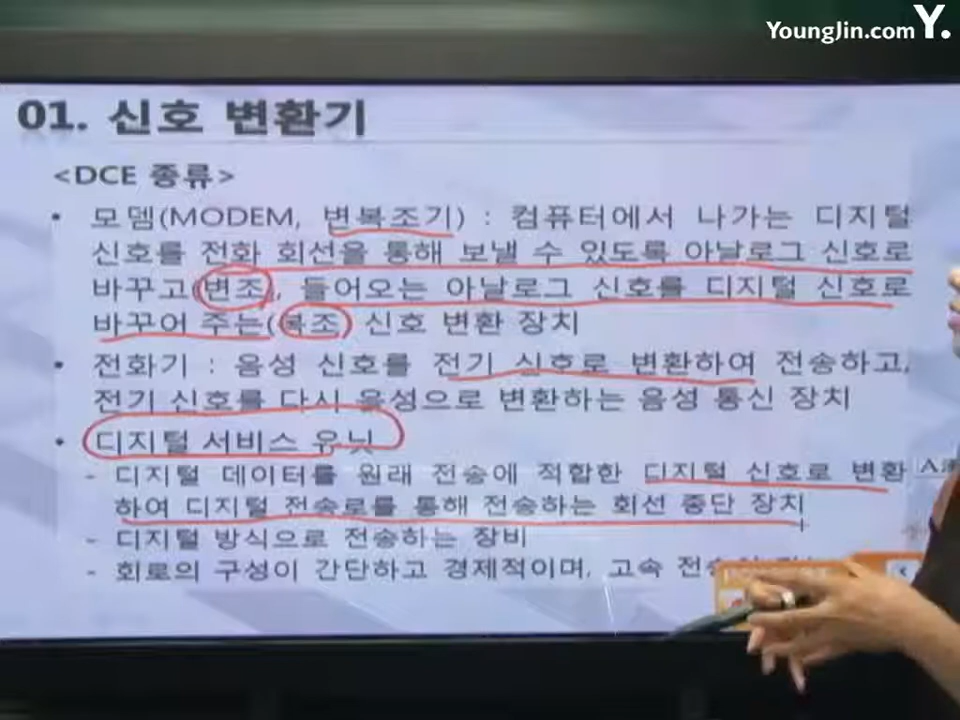 YoungJin.com Y.
01. 신호 변환기
<DCE 종류>
• 모뎀(MODEM, 변복조기) : 컴퓨터에서 나가는 디지털
신호를 전화 회선을 통해 보낼 수 있도록 아날로그 신호로
바꾸고(변조), 들어오는 아날로그 신호를 디지털 신호로
바꾸어 주는(복조) 신호 변환 장치
• 전화기 : 음성 신호를 전기 신호로 변환하여 전송하고,
전기 신호를 다시 음성으로 변환하는 음성 통신 장치
• 디지털 서비스 유닛
- 디지털 데이터를 원래 전송에 적합한 디지털 신호로 변환
하여 디지털 전송로를 통해 전송하는 회선 중단 장치
- 디지털 방식으로 전송하는 장비
- 회로의 구성이 간단하고 경제적이며, 고속